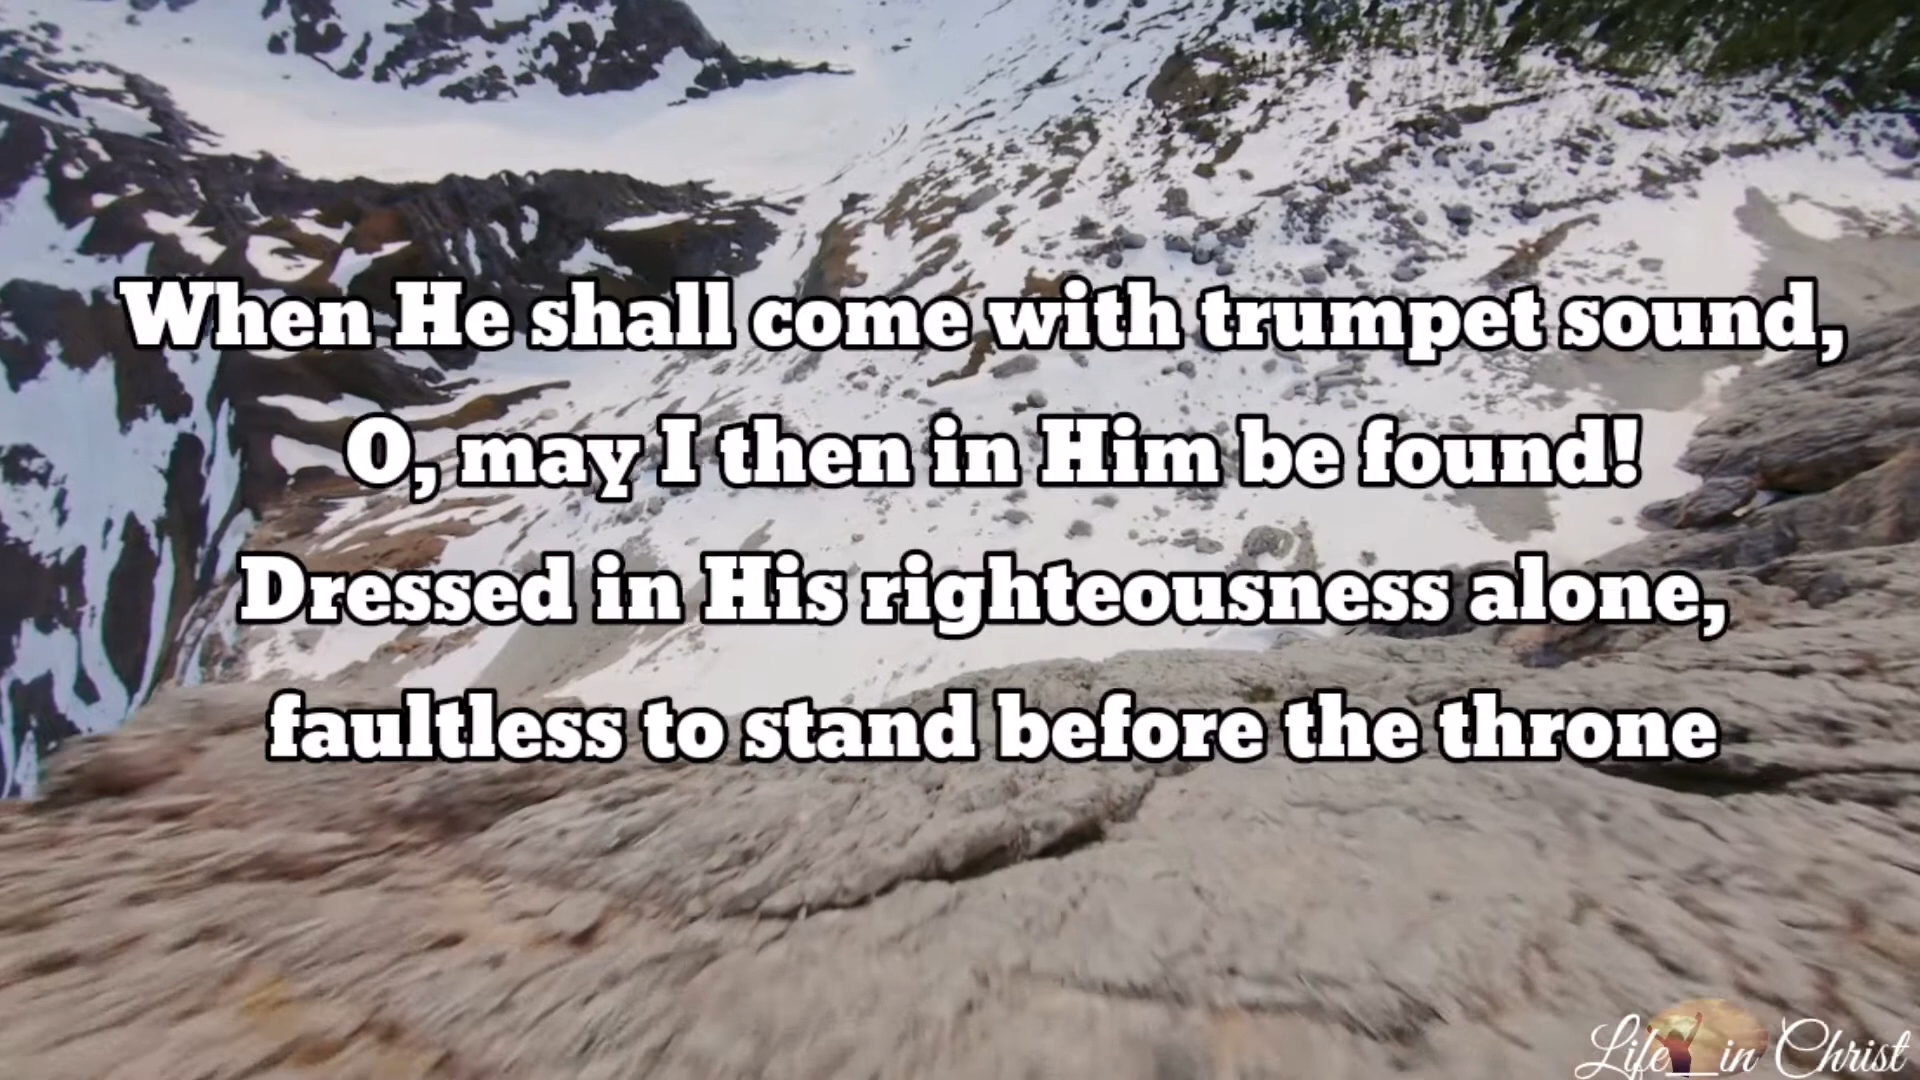 When He shall come with trumpet sound,
O, may I then in Him be found!
Dressed in His righteousness alone,
faultless to stand before the throne
Life in Christ